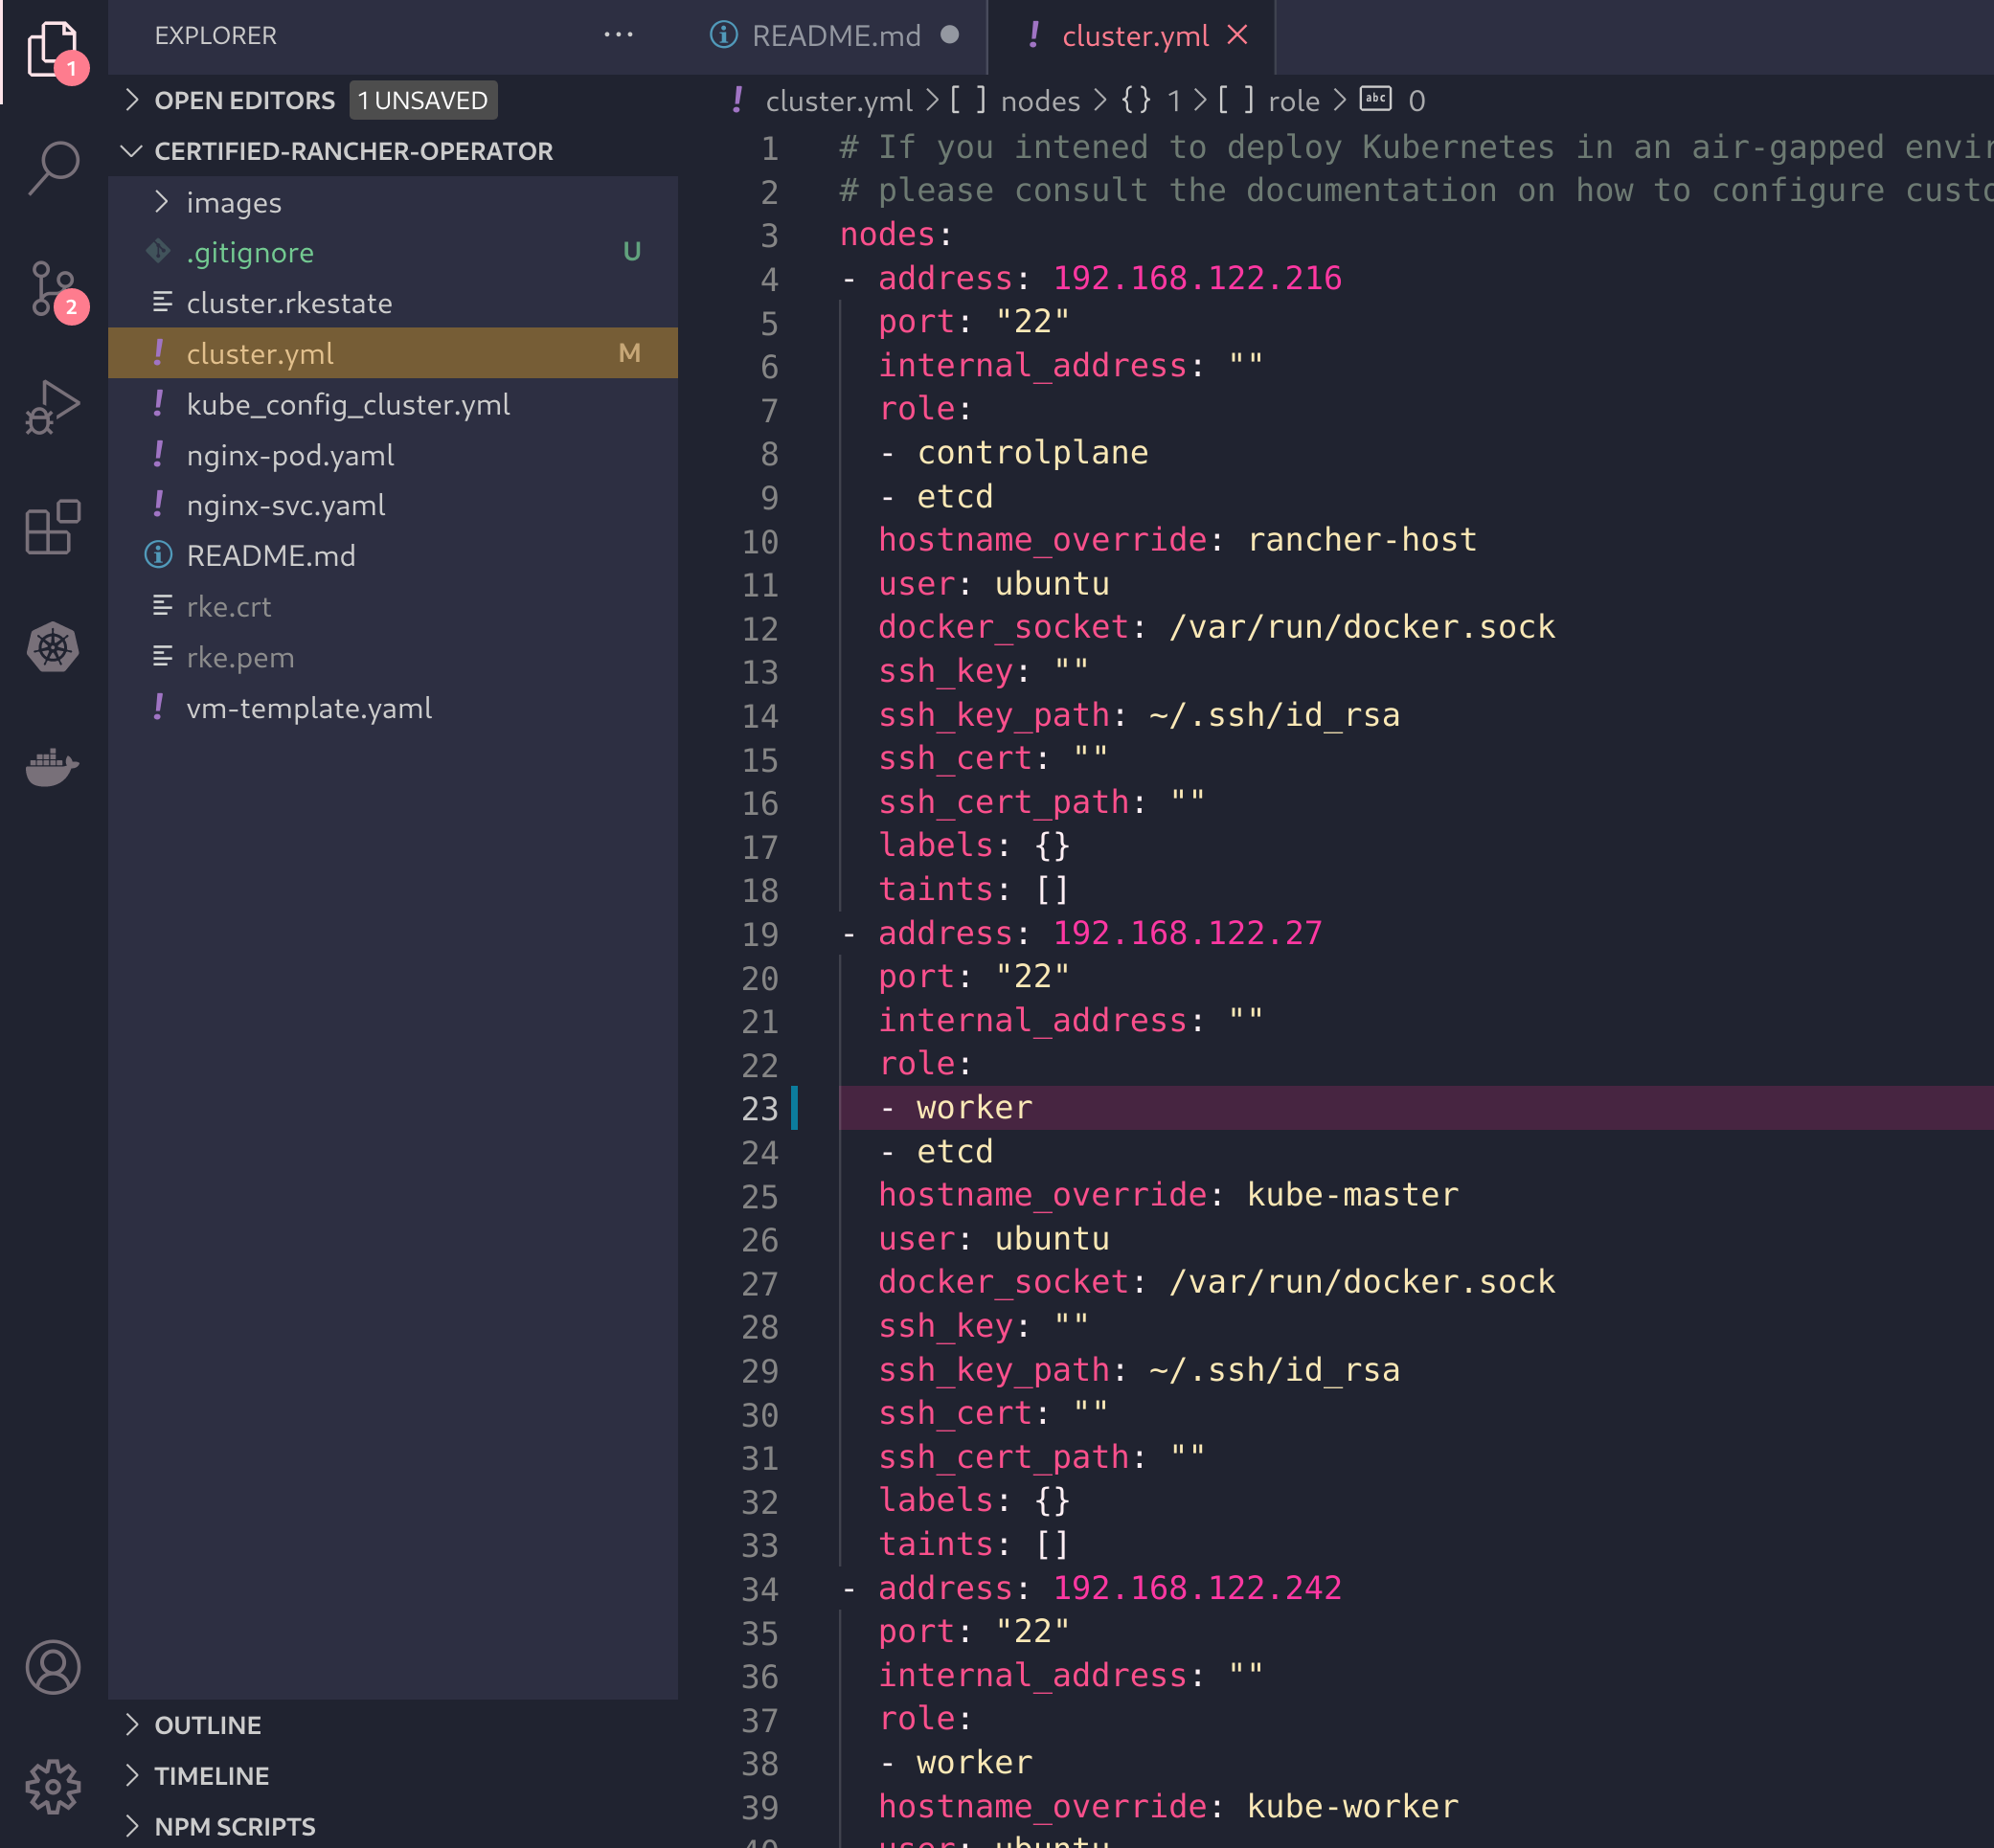 EXPLORER ...
OPEN EDITORS 1 UNSAVED
CERTIFIED-RANCHER-OPERATOR
images
.gitignore U
cluster.rkestate
cluster.yml M
kube_config_cluster.yml
nginx-pod.yaml
nginx-svc.yaml
README.md
rke.crt
rke.pem
vm-template.yaml
OUTLINE
TIMELINE
NPM SCRIPTS
1
2
README.md
! cluster.yml
! cluster.yml > [ ] nodes > {} 1 > [ ] role > abc 0
1 # If you intened to deploy Kubernetes in an air-gapped
2 # please consult the documentation on how to configure
3 nodes:
4 - address: 192.168.122.216
5 port: "22"
6 internal_address: ""
7 role:
8 - controlplane
9 - etcd
10 hostname_override: rancher-host
11 user: ubuntu
12 docker_socket: /var/run/docker.sock
13 ssh_key: ""
14 ssh_key_path: ~/.ssh/id_rsa
15 ssh_cert: ""
16 ssh_cert_path: ""
17 labels: {}
18 taints: []
19 - address: 192.168.122.27
20 port: "22"
21 internal_address: ""
22 role:
23 - worker
24 - etcd
25 hostname_override: kube-master
26 user: ubuntu
27 docker_socket: /var/run/docker.sock
28 ssh_key: ""
29 ssh_key_path: ~/.ssh/id_rsa
30 ssh_cert: ""
31 ssh_cert_path: ""
32 labels: {}
33 taints: []
34 - address: 192.168.122.242
35 port: "22"
36 internal_address: ""
37 role:
38 - worker
39 hostname_override: kube-worker
40 user: ubuntu